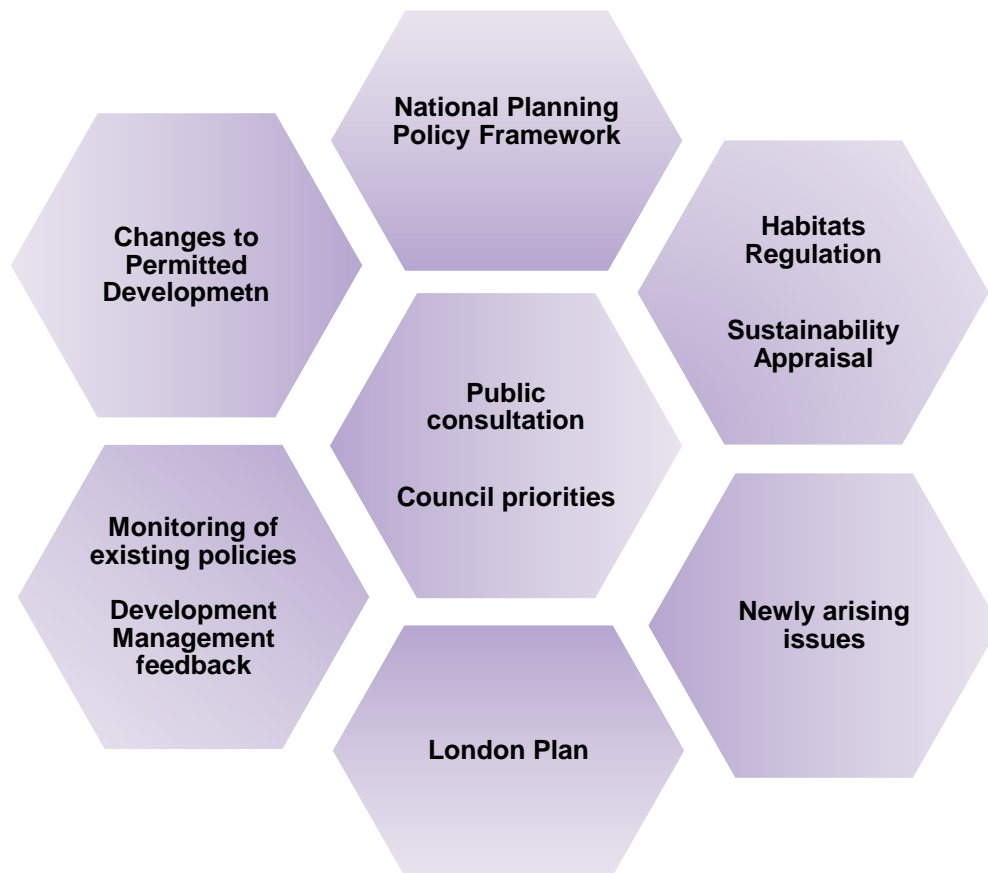 National Planning
Policy Framework
Changes to
Permitted
Developmetn
Habitats
Regulation
Sustainability
Appraisal
Public
consultation
Council priorities
Monitoring of
existing policies
Development
Management
feedback
Newly arising
issues
London Plan